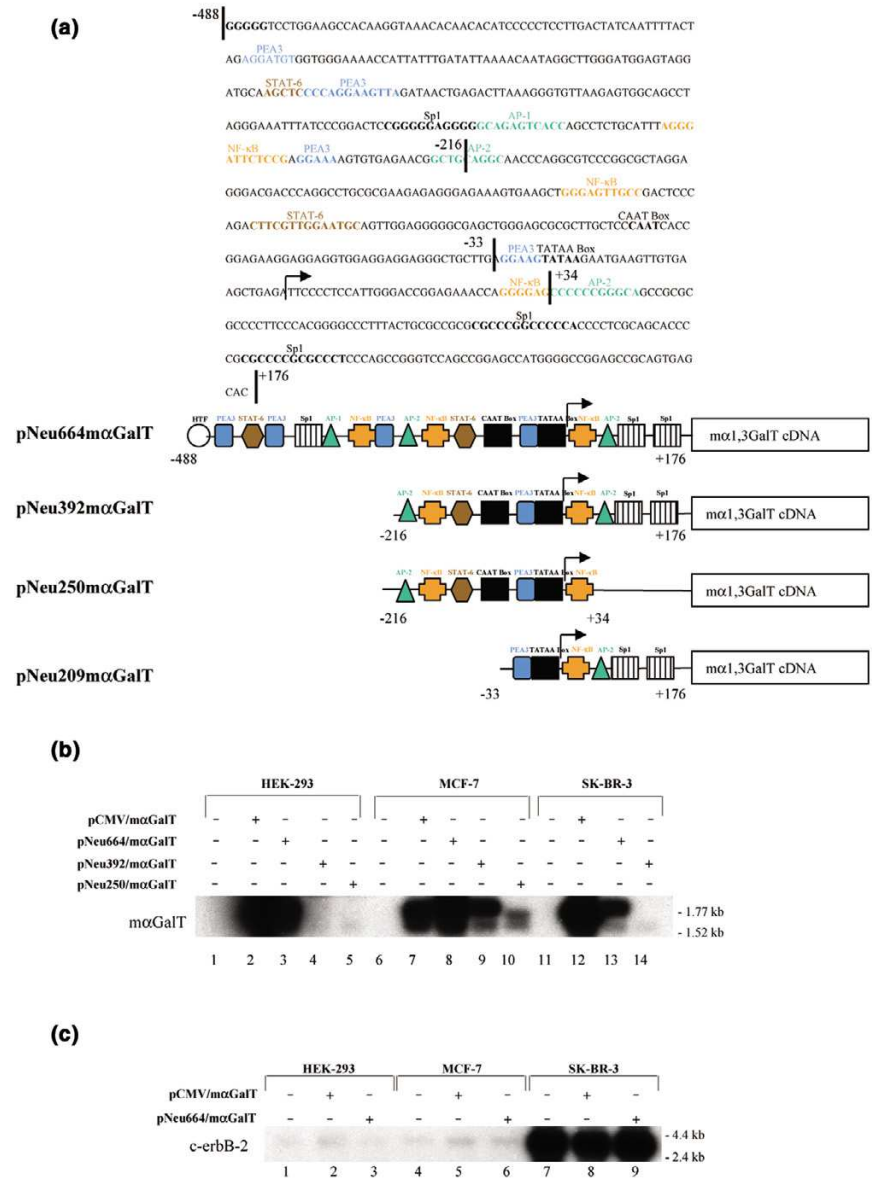 (a)
-488
GGGGGTCCTGGAAGCCACAAGGTAAACACAACACATCCCCCTCCTTGACTATCAATTTTACT
PEA3
AGAGGATGTGGTGGGAAAACCATTATTTGATATTAAAACAATAGGCTTGGGATGGAGTAGG
STAT-6 PEA3
ATGCAAGCTCCCCAGGAAGTTAGATAACTGAGACTTAAAGGGTGTTAAGAGTGGCAGCCT
Sp1 AP-1
AGGGAAATTTATCCCGGACTCCGGGGGAGGGGGCAGAGTCACCAGCCTCTGCATTTAGGG
NF-κB PEA3 -216 AP-2
ATTCTCCGAGGAAAAGTGTGAGAACGGCTGCAGGCAACCCAGGCGTCCCGGCGCTAGGA
NF-κB
GGGACGACCCAGGCCTGCGCGAAGAGAGGGAGAAAGTGAAGCTGGGAGTTGCCGACTCCC
STAT-6 CAAT Box
AGACTTCGTTGGAATGCAGTTGGAGGGGGCGAGCTGGGAGCGCGCTTGCTCCCAATCACC
-33 PEA3 TATAA Box
GGAGAAGGAGGAGGTGGAGGAGGAGGGCTGCTTGAGGAAGTATAAGAATGAAGTTGTGA
NF-κB +34 AP-2
AGCTGAGATTCCCCTCCATTGGGACCGGAGAAACCAGGGGAGCCCCCCGGGCAGCCGCGC
Sp1
GCCCCTTCCCACGGGGCCCTTTACTGCGCCGCGCGCCCGGCCCCCACCCCTCGCAGCACCC
Sp1
CGCGCCCCGCGCCCTCCCAGCCGGGTCCAGCCGGAGCCATGGGGCCGGAGCCGCAGTGAG
CAC +176
HTF PEA3 STAT-6 PEA3 Sp1 AP-1 NF-κB PEA3 AP-2 NF-κB STAT-6 CAAT Box PEA3 TATAA Box NF-κB AP-2 Sp1 Sp1
pNeu664mαGalT mα1,3GalT cDNA
-488 +176
AP-2 NF-κB STAT-6 CAAT Box PEA3 TATAA Box NF-κB AP-2 Sp1 Sp1
pNeu392mαGalT mα1,3GalT cDNA
-216 +176
AP-2 NF-κB STAT-6 CAAT Box PEA3 TATAA Box NF-κB
pNeu250mαGalT mα1,3GalT cDNA
-216 +34
PEA3 TATAA Box NF-κB AP-2 Sp1 Sp1
pNeu209mαGalT mα1,3GalT cDNA
-33 +176
(b)
HEK-293 MCF-7 SK-BR-3
pCMV/mαGalT - + - - - - + - - - - + - -
pNeu664/mαGalT - - + - - - - + - - - - + -
pNeu392/mαGalT - - - + - - - - + - - - - +
pNeu250/mαGalT - - - - + - - - - + - - - -
mαGalT - 1.77 kb
- 1.52 kb
1 2 3 4 5 6 7 8 9 10 11 12 13 14
(c)
HEK-293 MCF-7 SK-BR-3
pCMV/mαGalT - + - - + - - + -
pNeu664/mαGalT - - + - - + - - +
c-erbB-2 - 4.4 kb
- 2.4 kb
1 2 3 4 5 6 7 8 9